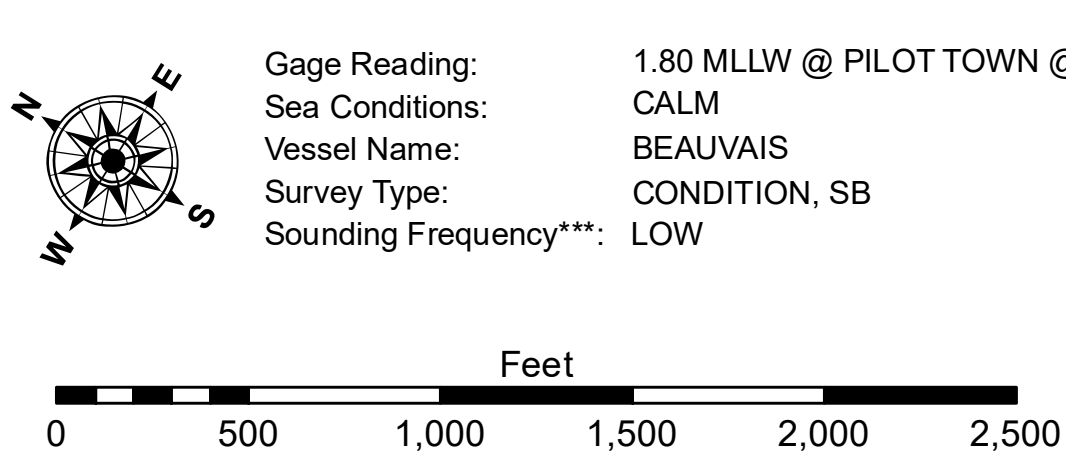 N
E
S
W
Gage Reading: 1.80 MLLW @ PILOT TOWN @
Sea Conditions: CALM
Vessel Name: BEAUVAIS
Survey Type: CONDITION, SB
Sounding Frequency***: LOW
Feet
0 500 1,000 1,500 2,000 2,500